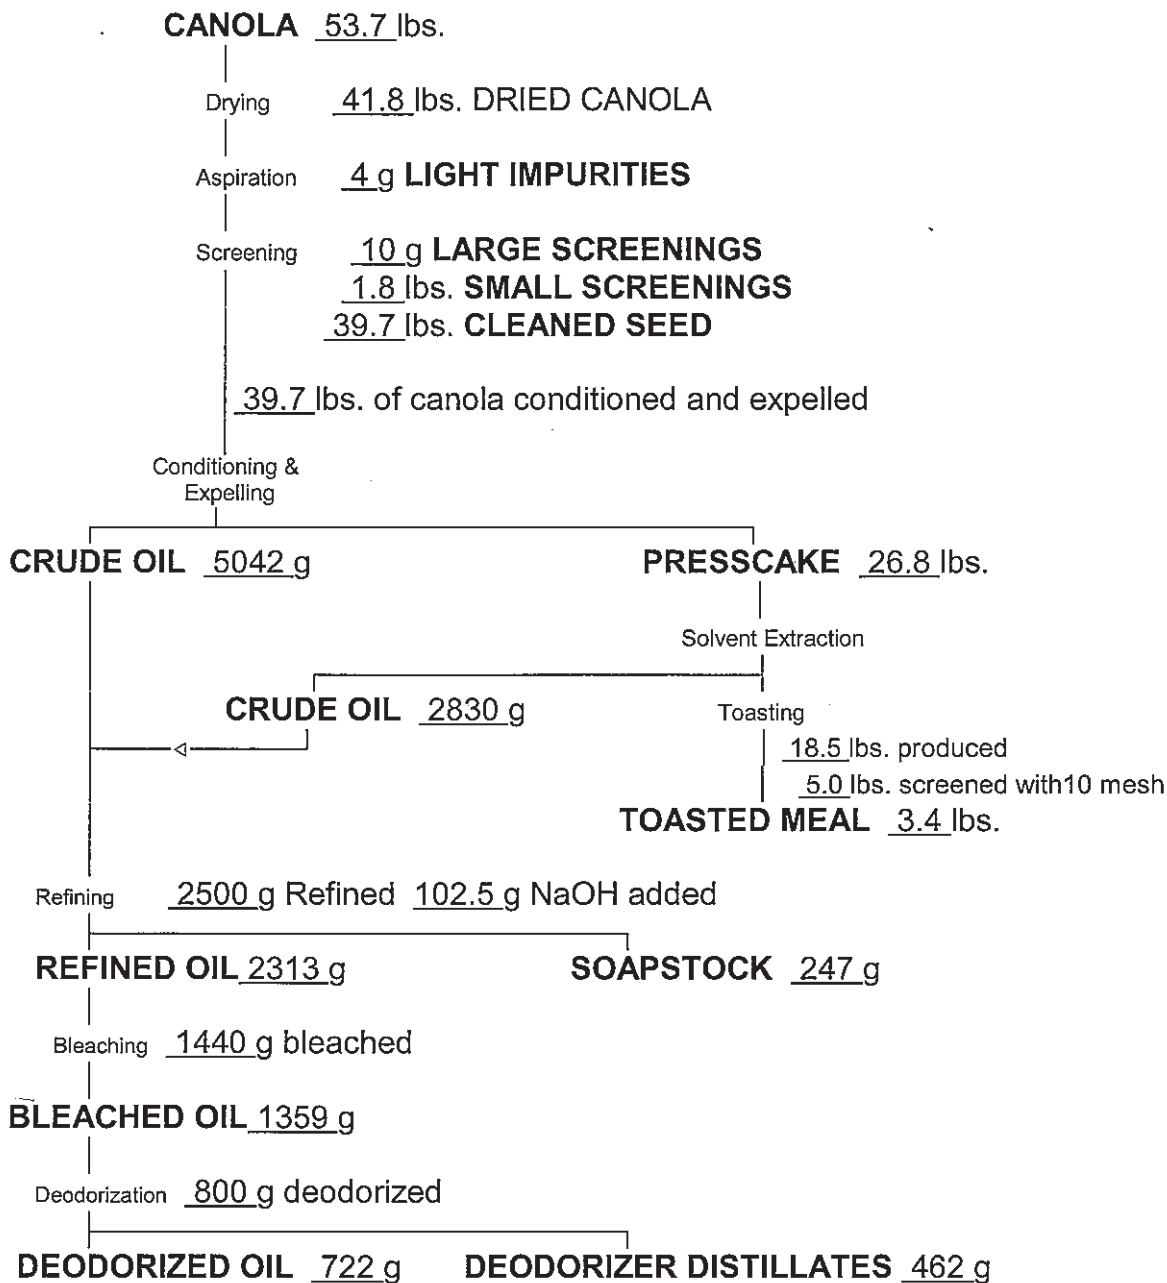 CANOLA 53.7 lbs.
Drying 41.8 lbs. DRIED CANOLA
Aspiration 4 g LIGHT IMPURITIES
Screening 10 g LARGE SCREENINGS
1.8 lbs. SMALL SCREENINGS
39.7 lbs. CLEANED SEED
39.7 lbs. of canola conditioned and expelled
Conditioning &
Expelling
CRUDE OIL 5042 g PRESSCAKE 26.8 lbs.
Solvent Extraction
CRUDE OIL 2830 g Toasting
18.5 lbs. produced
5.0 lbs. screened with10 mesh
TOASTED MEAL 3.4 lbs.
Refining 2500 g Refined 102.5 g NaOH added
REFINED OIL 2313 g SOAPSTOCK 247 g
Bleaching 1440 g bleached
BLEACHED OIL 1359 g
Deodorization 800 g deodorized
DEODORIZED OIL 722 g DEODORIZER DISTILLATES 462 g